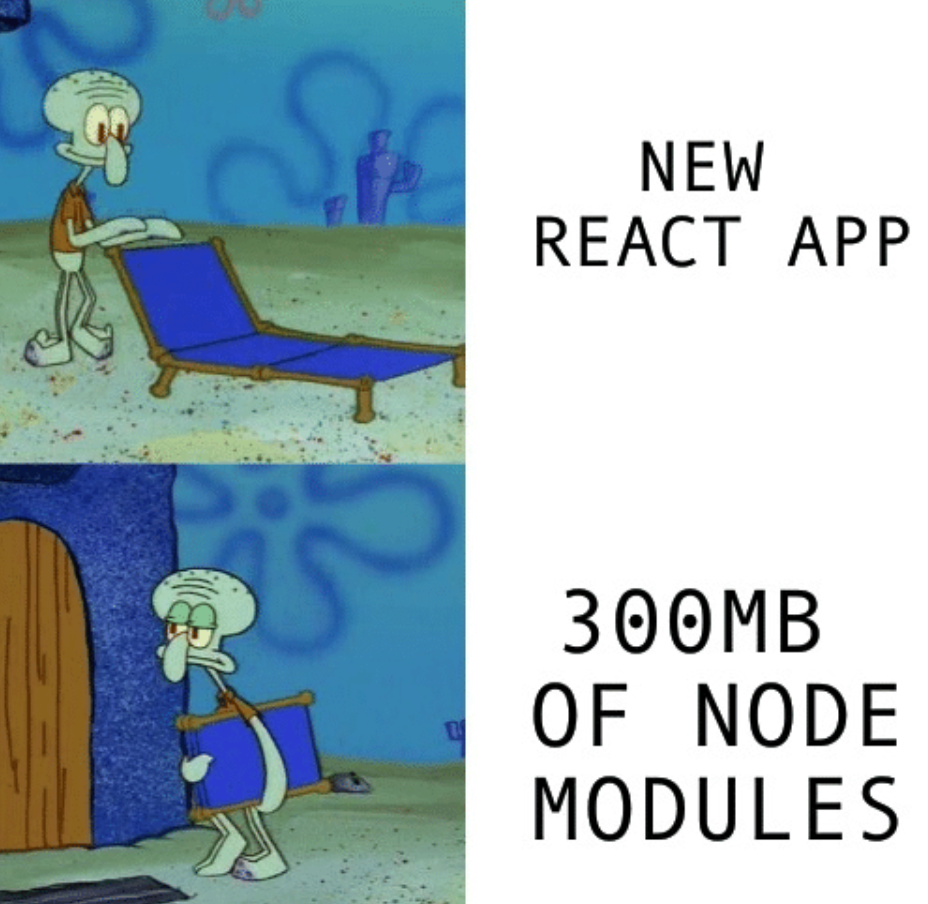 NEW
REACT APP
300MB
OF NODE
MODULES